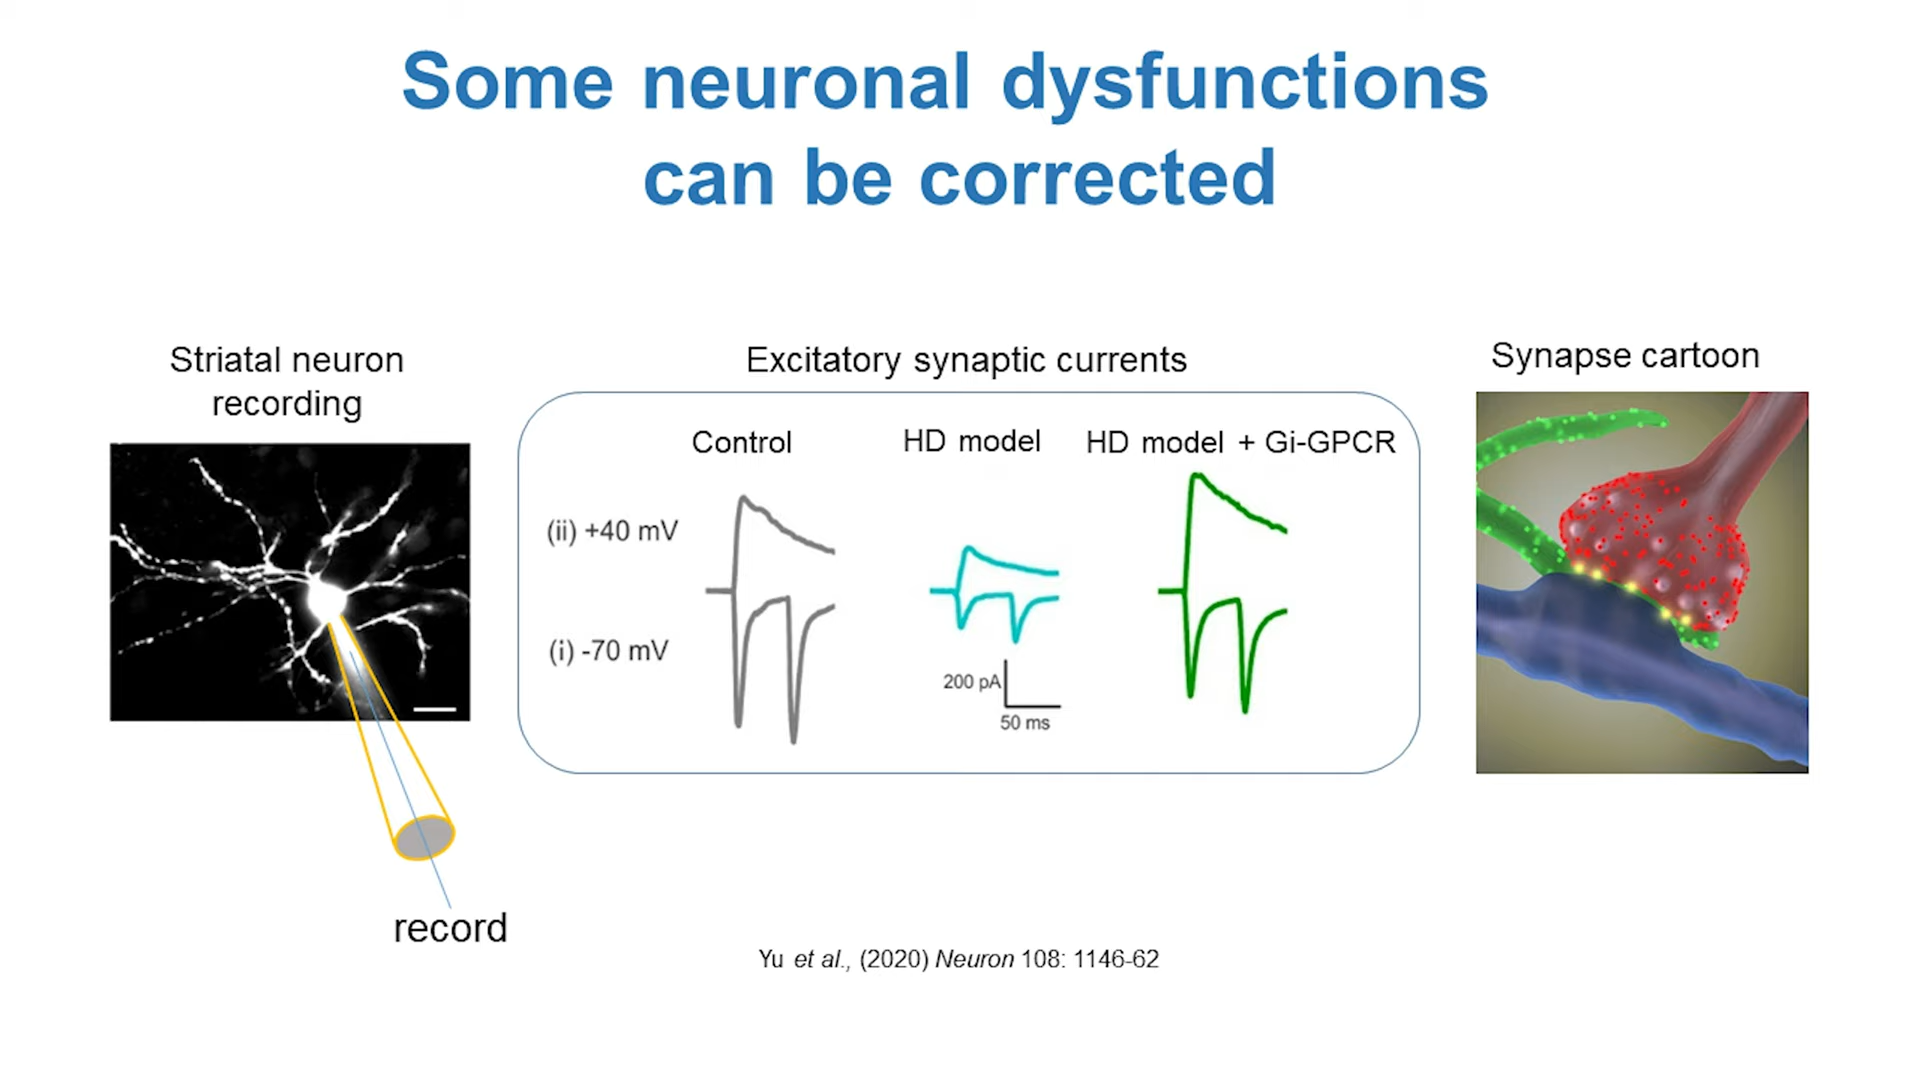 Some neuronal dysfunctions
can be corrected
Striatal neuron
recording
record
Excitatory synaptic currents
Control
HD model
HD model + Gi-GPCR
(ii) +40 mV
(i) -70 mV
200 pA
50 ms
Synapse cartoon
Yu et al., (2020) Neuron 108: 1146-62